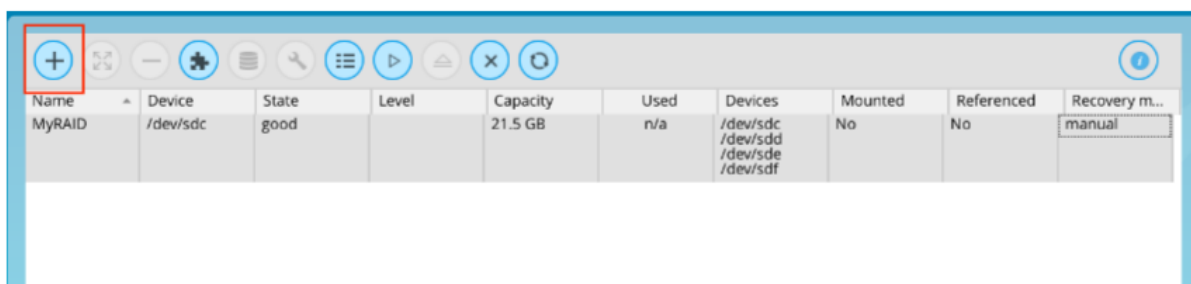 Name Device State Level Capacity Used Devices Mounted Referenced Recovery m...
MyRAID /dev/sdc good 21.5 GB n/a /dev/sdc No No manual
/dev/sdd
/dev/sde
/dev/sdf